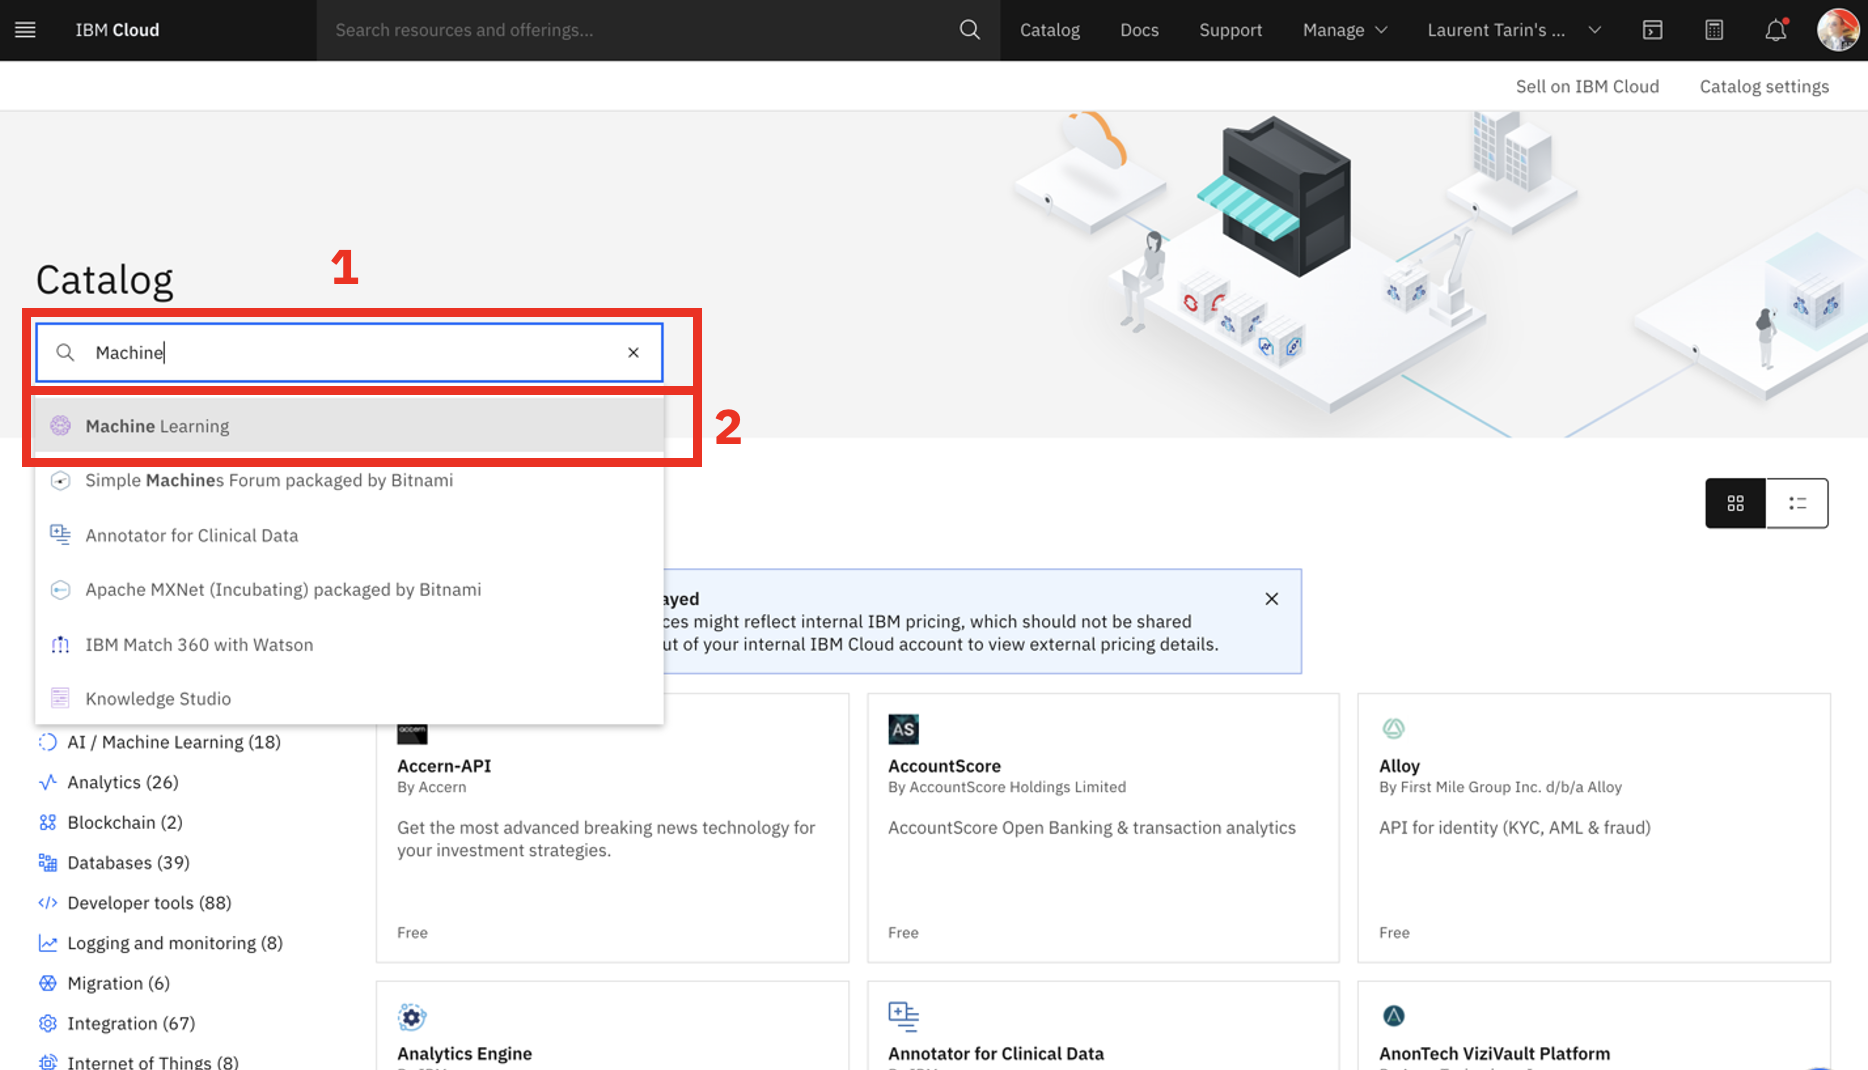 IBM Cloud
Search resources and offerings...
Catalog
Docs
Support
Manage
Laurent Tarin's ...
Sell on IBM Cloud
Catalog settings
Catalog
1
Machine
2
Machine Learning
Simple Machines Forum packaged by Bitnami
Annotator for Clinical Data
Apache MXNet (Incubating) packaged by Bitnami
IBM Match 360 with Watson
Knowledge Studio
ayed
ces might reflect internal IBM pricing, which should not be shared
ut of your internal IBM Cloud account to view external pricing details.
AI / Machine Learning (18)
Analytics (26)
Blockchain (2)
Databases (39)
Developer tools (88)
Logging and monitoring (8)
Migration (6)
Integration (67)
Internet of Things (8)
accern
Accern-API
By Accern
Get the most advanced breaking news technology for
your investment strategies.
Free
AS
AccountScore
By AccountScore Holdings Limited
AccountScore Open Banking & transaction analytics
Free
Alloy
By First Mile Group Inc. d/b/a Alloy
API for identity (KYC, AML & fraud)
Free
Analytics Engine
Annotator for Clinical Data
AnonTech ViziVault Platform